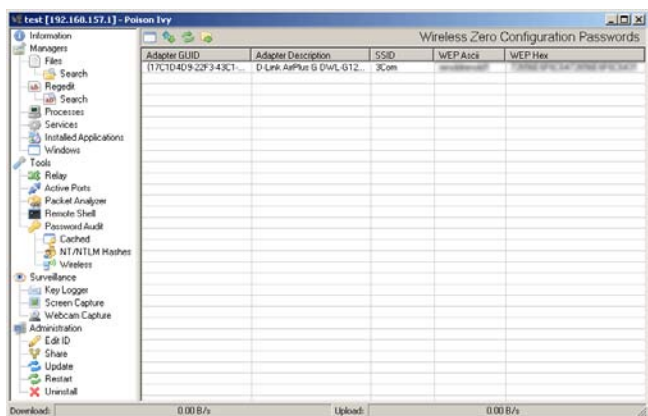 test [192.168.157.1] - Poison Ivy
Information
Managers
Files
Search
Regedit
Search
Processes
Services
Installed Applications
Windows
Tools
Relay
Active Ports
Packet Analyzer
Remote Shell
Password Audit
Cached
NT/NTLM Hashes
Wireless
Surveillance
Key Logger
Screen Capture
Webcam Capture
Administration
Edit ID
Share
Update
Restart
Uninstall
Wireless Zero Configuration Passwords
Adapter GUID Adapter Description SSID WEP Ascii WEP Hex
{17C1D4D9-22F3-43C1-... D-Link AirPlus G DWL-G12... 3Com
Download: 0.00 B/s Upload: 0.00 B/s